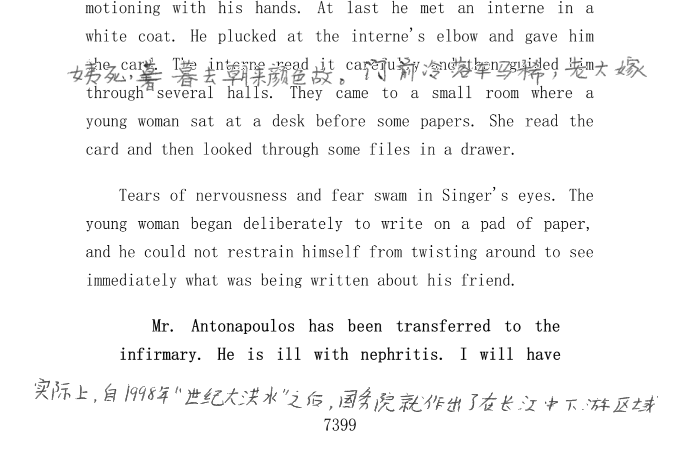 motioning with his hands. At last he met an interne in a
white coat. He plucked at the interne's elbow and gave him
the card. The interne read it carefully and then guided him
姨死，暮去朝来颜色故。门前冷落车马稀，老大嫁
through several halls. They came to a small room where a
young woman sat at a desk before some papers. She read the
card and then looked through some files in a drawer.
Tears of nervousness and fear swam in Singer's eyes. The
young woman began deliberately to write on a pad of paper,
and he could not restrain himself from twisting around to see
immediately what was being written about his friend.
Mr. Antonapoulos has been transferred to the
infirmary. He is ill with nephritis. I will have
实际上，自1998年"世纪大洪水"之后，国务院就作出了在长江中下游区域
7399